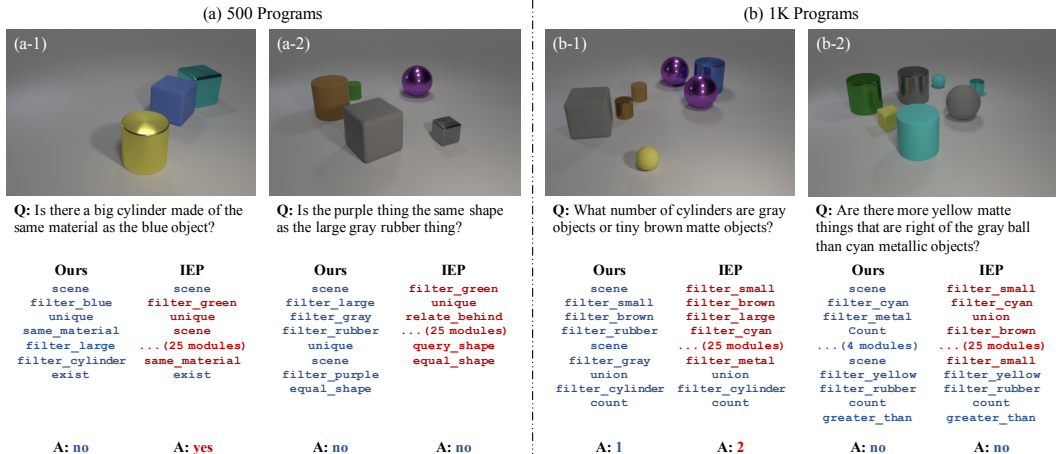 (a) 500 Programs
(a-1)
(a-2)
Q: Is there a big cylinder made of the
same material as the blue object?
Ours
scene
filter_blue
unique
same_material
filter_large
filter_cylinder
exist
A: no
IEP
scene
filter_green
unique
scene
...(25 modules)
same_material
exist
A: yes
Q: Is the purple thing the same shape
as the large gray rubber thing?
Ours
scene
filter_large
filter_gray
filter_rubber
unique
scene
filter_purple
equal_shape
A: no
IEP
filter_green
unique
relate_behind
...(25 modules)
query_shape
equal_shape
A: no
(b) 1K Programs
(b-1)
(b-2)
Q: What number of cylinders are gray
objects or tiny brown matte objects?
Ours
scene
filter_small
filter_brown
filter_rubber
scene
filter_gray
union
filter_cylinder
count
A: 1
IEP
filter_small
filter_brown
filter_large
filter_cyan
...(25 modules)
filter_metal
union
filter_cylinder
count
A: 2
Q: Are there more yellow matte
things that are right of the gray ball
than cyan metallic objects?
Ours
scene
filter_cyan
filter_metal
Count
...(4 modules)
scene
filter_yellow
filter_rubber
count
greater_than
A: no
IEP
filter_small
filter_cyan
union
filter_brown
...(25 modules)
filter_small
filter_yellow
filter_rubber
count
greater_than
A: no